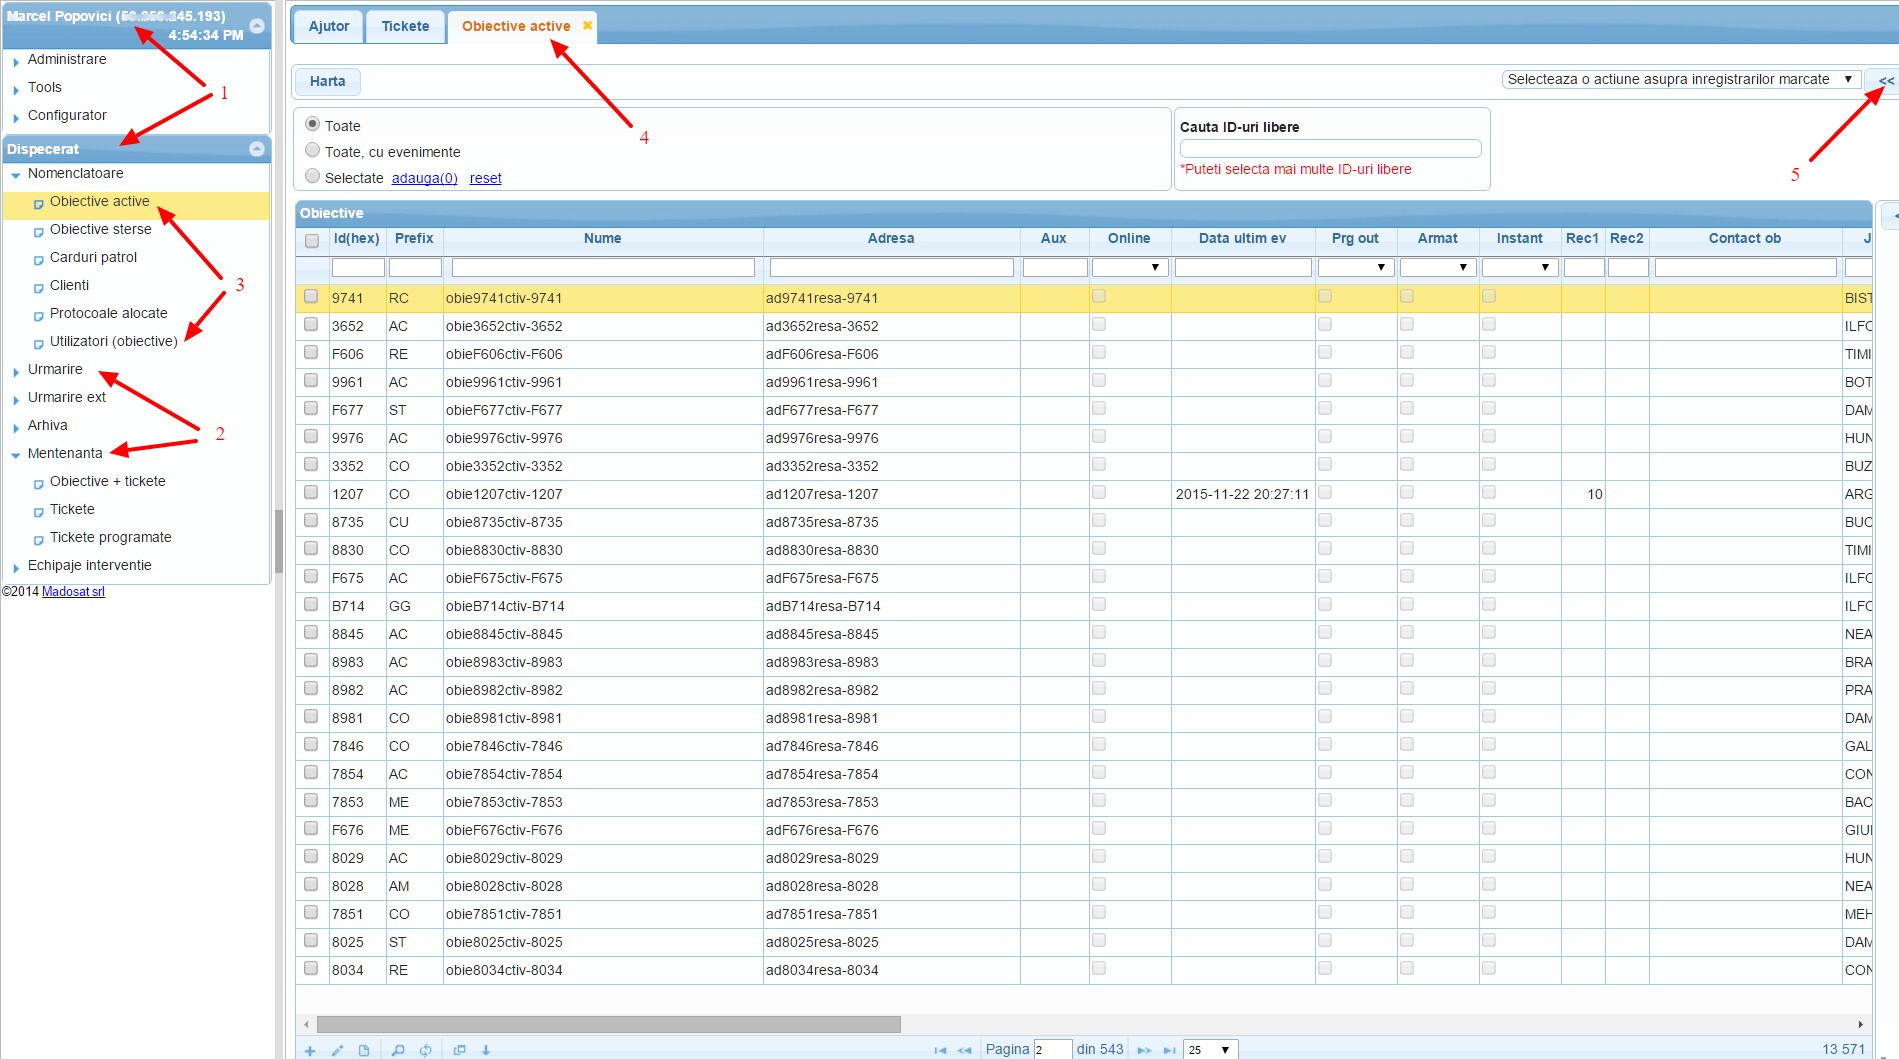 Marcel Popovici (59.259.245.193)
4:54:34 PM
Administrare
Tools
Configurator
1
Dispecerat
Nomenclatoare
Obiective active
Obiective sterse
Carduri patrol
Clienti
3
Protocoale alocate
Utilizatori (obiective)
Urmarire
Urmarire ext
Arhiva
2
Mentenanta
Obiective + tickete
Tickete
Tickete programate
Echipaje interventie
©2014 Madosat srl
Ajutor Tickete Obiective active
4
Harta
Selecteaza o actiune asupra inregistrarilor marcate <<
5
Toate
Toate, cu evenimente
Selectate adauga(0) reset
Cauta ID-uri libere
*Puteti selecta mai multe ID-uri libere
Obiective
Id(hex) Prefix Nume Adresa Aux Online Data ultim ev Prg out Armat Instant Rec1 Rec2 Contact ob J
9741 RC obie9741ctiv-9741 ad9741resa-9741 BIST
3652 AC obie3652ctiv-3652 ad3652resa-3652 ILFO
F606 RE obieF606ctiv-F606 adF606resa-F606 TIMI
9961 AC obie9961ctiv-9961 ad9961resa-9961 BOT
F677 ST obieF677ctiv-F677 adF677resa-F677 DAM
9976 AC obie9976ctiv-9976 ad9976resa-9976 HUN
3352 CO obie3352ctiv-3352 ad3352resa-3352 BUZ
1207 CO obie1207ctiv-1207 ad1207resa-1207 2015-11-22 20:27:11 10 ARG
8735 CU obie8735ctiv-8735 ad8735resa-8735 BUC
8830 CO obie8830ctiv-8830 ad8830resa-8830 TIMI
F675 AC obieF675ctiv-F675 adF675resa-F675 ILFO
B714 GG obieB714ctiv-B714 adB714resa-B714 ILFO
8845 AC obie8845ctiv-8845 ad8845resa-8845 NEA
8983 AC obie8983ctiv-8983 ad8983resa-8983 BRA
8982 AC obie8982ctiv-8982 ad8982resa-8982 PRA
8981 CO obie8981ctiv-8981 ad8981resa-8981 DAM
7846 CO obie7846ctiv-7846 ad7846resa-7846 GAL
7854 AC obie7854ctiv-7854 ad7854resa-7854 CON
7853 ME obie7853ctiv-7853 ad7853resa-7853 BAC
F676 ME obieF676ctiv-F676 adF676resa-F676 GIU
8029 AC obie8029ctiv-8029 ad8029resa-8029 HUN
8028 AM obie8028ctiv-8028 ad8028resa-8028 NEA
7851 CO obie7851ctiv-7851 ad7851resa-7851 MEH
8025 ST obie8025ctiv-8025 ad8025resa-8025 DAM
8034 RE obie8034ctiv-8034 ad8034resa-8034 CON
Pagina 2 din 543 25 13 571